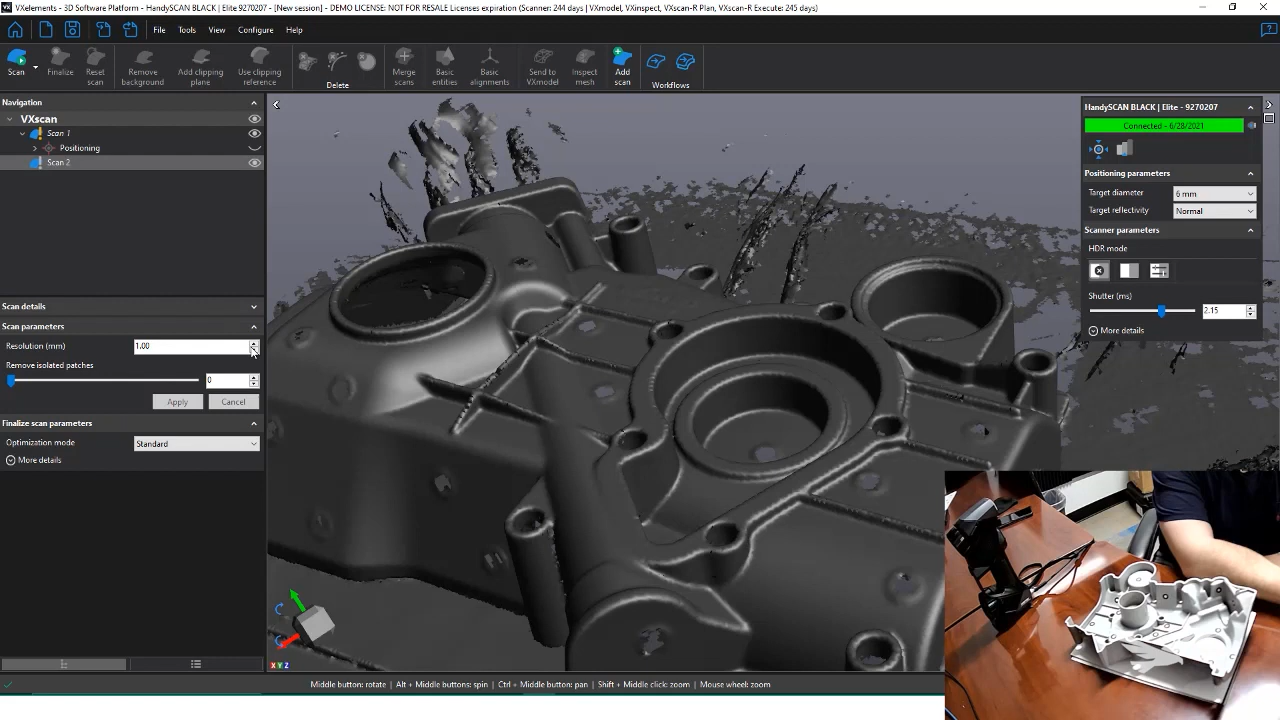 VXelements - 3D Software Platform - HandySCAN BLACK | Elite 9270207 - [New session] - DEMO LICENSE: NOT FOR RESALE Licenses expiration (Scanner: 244 days) | VXmodel, VXinspect, VXscan-R Plan, VXscan-R Execute: 245 days)
File Tools View Configure Help
Scan Finalize Reset scan Remove background Add clipping plane Use clipping reference Delete Merge scans Basic entities Basic alignments Send to VXmodel Inspect mesh Add scan Workflows
Navigation
VXscan
Scan 1
Positioning
Scan 2
Scan details
Scan parameters
Resolution (mm) 1.00
Remove isolated patches
0
Apply Cancel
Finalize scan parameters
Optimization mode Standard
More details
HandySCAN BLACK | Elite - 9270207
Connected - 6/28/2021
Positioning parameters
Target diameter 6 mm
Target reflectivity Normal
Scanner parameters
HDR mode
Shutter (ms)
2.15
More details
X Y Z
Middle button: rotate | Alt + Middle buttons: spin | Ctrl + Middle button: pan | Shift + Middle click: zoom | Mouse wheel: zoom